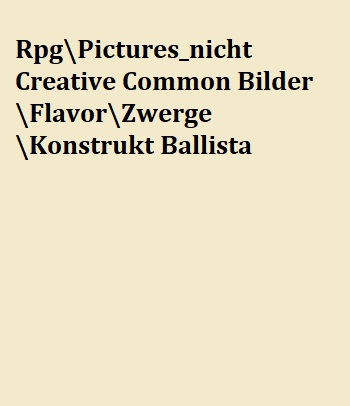 Rpg\Pictures_nicht
Creative Common Bilder
\Flavor\Zwerge
\Konstrukt Ballista